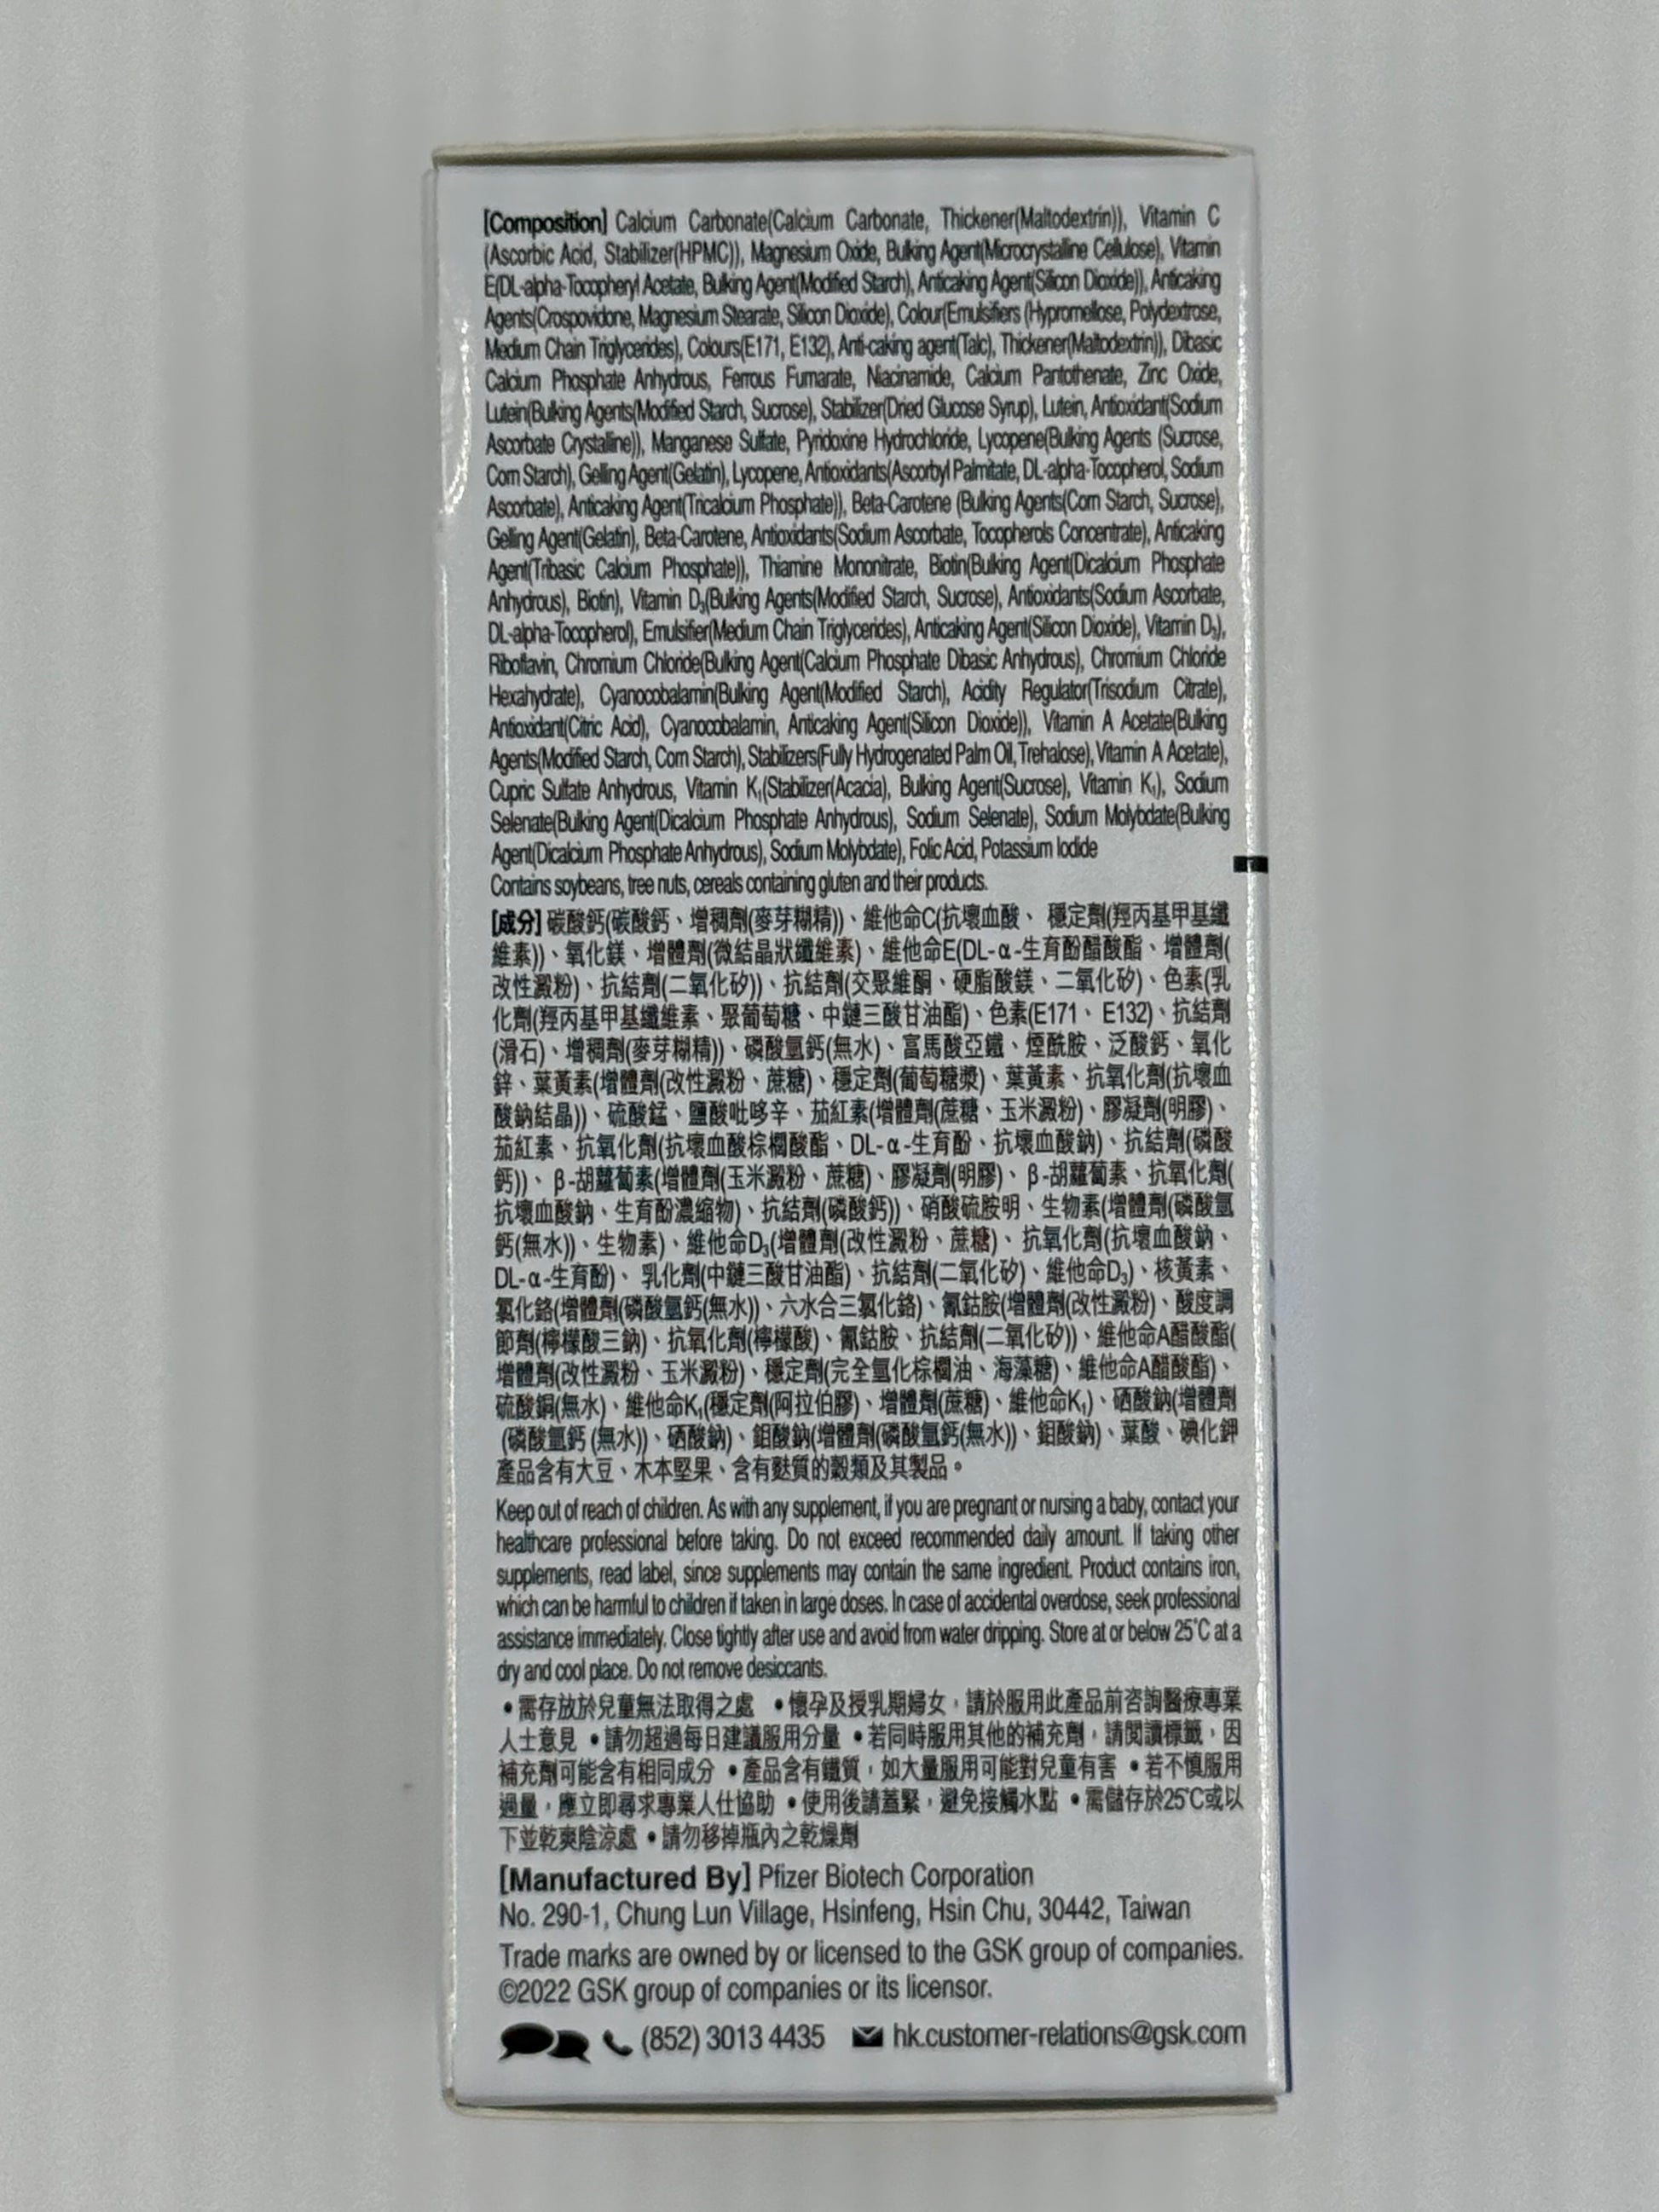 [Composition] Calcium Carbonate(Calcium Carbonate, Thickener(Maltodextrin)), Vitamin C
(Ascorbic Acid, Stabilizer(HPMC)), Magnesium Oxide, Bulking Agent(Microcrystalline Cellulose), Vitamin
E(DL-alpha-Tocopheryl Acetate, Bulking Agent(Modified Starch), Anticaking Agent(Silicon Dioxide)), Anticaking
Agents(Crospovidone, Magnesium Stearate, Silicon Dioxide), Colour(Emulsifiers (Hypromellose, Polydextrose,
Medium Chain Triglycerides), Colours(E171, E132), Anti-caking agent(Talc), Thickener(Maltodextrin)), Dibasic
Calcium Phosphate Anhydrous, Ferrous Fumarate, Niacinamide, Calcium Pantothenate, Zinc Oxide,
Lutein(Bulking Agents(Modified Starch, Sucrose), Stabilizer(Dried Glucose Syrup), Lutein, Antioxidant(Sodium
Ascorbate Crystalline)), Manganese Sulfate, Pyridoxine Hydrochloride, Lycopene(Bulking Agents (Sucrose,
Corn Starch), Gelling Agent(Gelatin), Lycopene, Antioxidants(Ascorbyl Palmitate, DL-alpha-Tocopherol, Sodium
Ascorbate), Anticaking Agent(Tricalcium Phosphate)), Beta-Carotene (Bulking Agents(Corn Starch, Sucrose),
Gelling Agent(Gelatin), Beta-Carotene, Antioxidants(Sodium Ascorbate, Tocopherols Concentrate), Anticaking
Agent(Tribasic Calcium Phosphate)), Thiamine Mononitrate, Biotin(Bulking Agent(Dicalcium Phosphate
Anhydrous), Biotin), Vitamin D₃(Bulking Agents(Modified Starch, Sucrose), Antioxidants(Sodium Ascorbate,
DL-alpha-Tocopherol), Emulsifier(Medium Chain Triglycerides), Anticaking Agent(Silicon Dioxide), Vitamin D₃),
Riboflavin, Chromium Chloride(Bulking Agent(Calcium Phosphate Dibasic Anhydrous), Chromium Chloride
Hexahydrate), Cyanocobalamin(Bulking Agent(Modified Starch), Acidity Regulator(Trisodium Citrate),
Antioxidant(Citric Acid), Cyanocobalamin, Anticaking Agent(Silicon Dioxide)), Vitamin A Acetate(Bulking
Agents(Modified Starch, Corn Starch), Stabilizers(Fully Hydrogenated Palm Oil, Trehalose), Vitamin A Acetate),
Cupric Sulfate Anhydrous, Vitamin K₁(Stabilizer(Acacia), Bulking Agent(Sucrose), Vitamin K₁), Sodium
Selenate(Bulking Agent(Dicalcium Phosphate Anhydrous), Sodium Selenate), Sodium Molybdate(Bulking
Agent(Dicalcium Phosphate Anhydrous), Sodium Molybdate), Folic Acid, Potassium Iodide
Contains soybeans, tree nuts, cereals containing gluten and their products.
[成分] 碳酸鈣(碳酸鈣、增稠劑(麥芽糊精))、維他命C(抗壞血酸、 穩定劑(羥丙基甲基纖
維素))、氧化鎂、增體劑(微結晶狀纖維素)、維他命E(DL-α-生育酚醋酸酯、增體劑(
改性澱粉)、抗結劑(二氧化矽))、抗結劑(交聚維酮、硬脂酸鎂、二氧化矽)、色素(乳
化劑(羥丙基甲基纖維素、聚葡萄糖、中鏈三酸甘油酯)、色素(E171、 E132)、抗結劑
(滑石)、增稠劑(麥芽糊精))、磷酸氫鈣(無水)、富馬酸亞鐵、煙酰胺、泛酸鈣、氧化
鋅、葉黃素(增體劑(改性澱粉、蔗糖)、穩定劑(葡萄糖漿)、葉黃素、抗氧化劑(抗壞血
酸鈉結晶))、硫酸錳、鹽酸吡哆辛、茄紅素(增體劑(蔗糖、玉米澱粉)、膠凝劑(明膠)、
茄紅素、抗氧化劑(抗壞血酸棕櫚酸酯、DL-α-生育酚、抗壞血酸鈉)、抗結劑(磷酸
鈣))、 β-胡蘿蔔素(增體劑(玉米澱粉、蔗糖)、膠凝劑(明膠)、 β-胡蘿蔔素、抗氧化劑(
抗壞血酸鈉、生育酚濃縮物)、抗結劑(磷酸鈣))、硝酸硫胺明、生物素(增體劑(磷酸氫
鈣(無水))、生物素)、維他命D₃(增體劑(改性澱粉、蔗糖)、 抗氧化劑(抗壞血酸鈉、
DL-α-生育酚)、 乳化劑(中鏈三酸甘油酯)、抗結劑(二氧化矽)、維他命D₃)、核黃素、
氯化鉻(增體劑(磷酸氫鈣(無水))、六水合三氯化鉻)、氰鈷胺(增體劑(改性澱粉)、酸度調
節劑(檸檬酸三鈉)、抗氧化劑(檸檬酸)、氰鈷胺、抗結劑(二氧化矽))、維他命A醋酸酯(
增體劑(改性澱粉、玉米澱粉)、穩定劑(完全氫化棕櫚油、海藻糖)、維他命A醋酸酯)、
硫酸銅(無水)、維他命K₁(穩定劑(阿拉伯膠)、增體劑(蔗糖)、維他命K₁)、硒酸鈉(增體劑
(磷酸氫鈣 (無水))、硒酸鈉)、鉬酸鈉(增體劑(磷酸氫鈣(無水))、鉬酸鈉)、葉酸、碘化鉀
產品含有大豆、木本堅果、含有麩質的穀類及其製品。
Keep out of reach of children. As with any supplement, if you are pregnant or nursing a baby, contact your
healthcare professional before taking. Do not exceed recommended daily amount. If taking other
supplements, read label, since supplements may contain the same ingredient. Product contains iron,
which can be harmful to children if taken in large doses. In case of accidental overdose, seek professional
assistance immediately. Close tightly after use and avoid from water dripping. Store at or below 25˚C at a
dry and cool place. Do not remove desiccants.
•需存放於兒童無法取得之處 •懷孕及授乳期婦女，請於服用此產品前咨詢醫療專業
人士意見 •請勿超過每日建議服用分量 •若同時服用其他的補充劑，請閱讀標籤，因
補充劑可能含有相同成分 •產品含有鐵質，如大量服用可能對兒童有害 •若不慎服用
過量，應立即尋求專業人仕協助 •使用後請蓋緊，避免接觸水點 •需儲存於25˚C或以
下並乾爽陰涼處 •請勿移掉瓶內之乾燥劑
[Manufactured By] Pfizer Biotech Corporation
No. 290-1, Chung Lun Village, Hsinfeng, Hsin Chu, 30442, Taiwan
Trade marks are owned by or licensed to the GSK group of companies.
©2022 GSK group of companies or its licensor.
(852) 3013 4435 hk.customer-relations@gsk.com